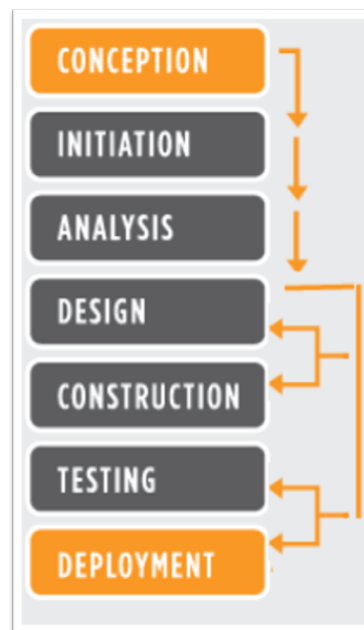 CONCEPTION
INITIATION
ANALYSIS
DESIGN
CONSTRUCTION
TESTING
DEPLOYMENT